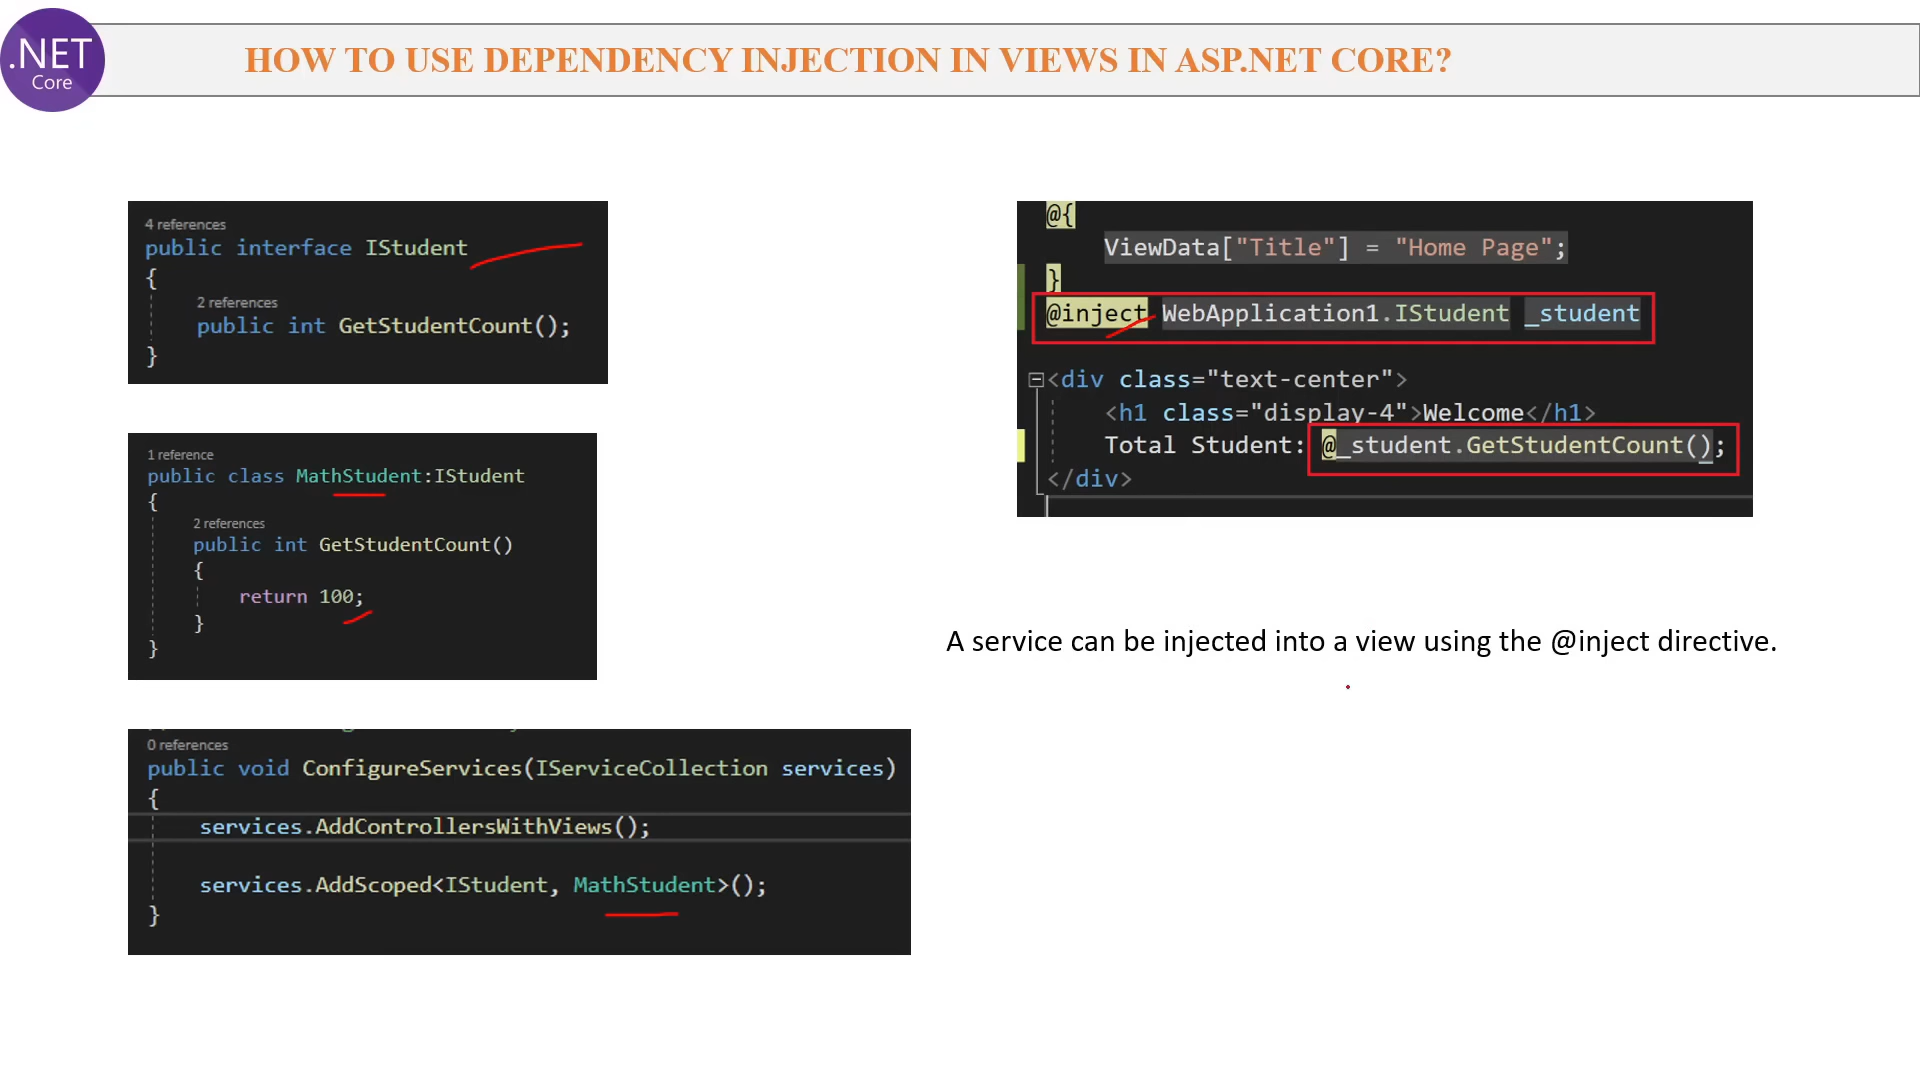 .NET
Core
HOW TO USE DEPENDENCY INJECTION IN VIEWS IN ASP.NET CORE?
4 references
public interface IStudent
{
2 references
public int GetStudentCount();
}
1 reference
public class MathStudent:IStudent
{
2 references
public int GetStudentCount()
{
return 100;
}
}
0 references
public void ConfigureServices(IServiceCollection services)
{
services.AddControllersWithViews();
services.AddScoped<IStudent, MathStudent>();
}
@{
ViewData["Title"] = "Home Page";
}
@inject WebApplication1.IStudent _student
<div class="text-center">
<h1 class="display-4">Welcome</h1>
Total Student: @_student.GetStudentCount();
</div>
A service can be injected into a view using the @inject directive.